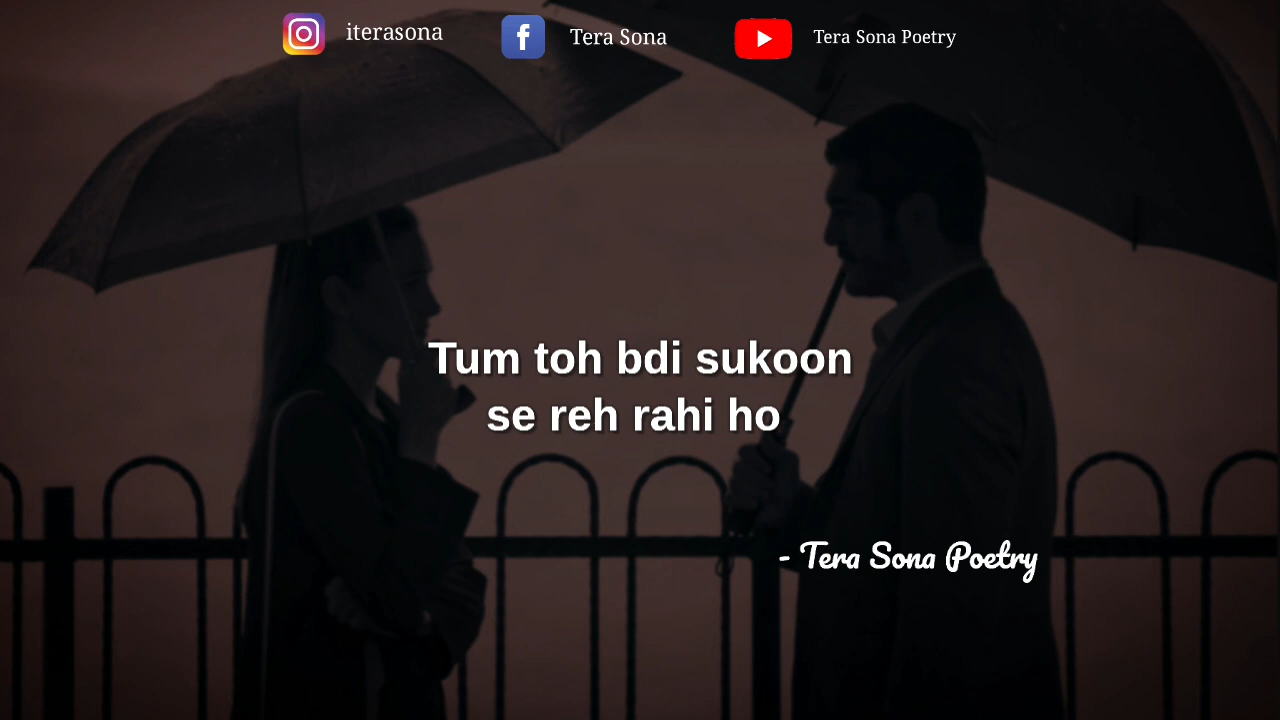 iterasona Tera Sona Tera Sona Poetry
Tum toh bdi sukoon
se reh rahi ho
- Tera Sona Poetry